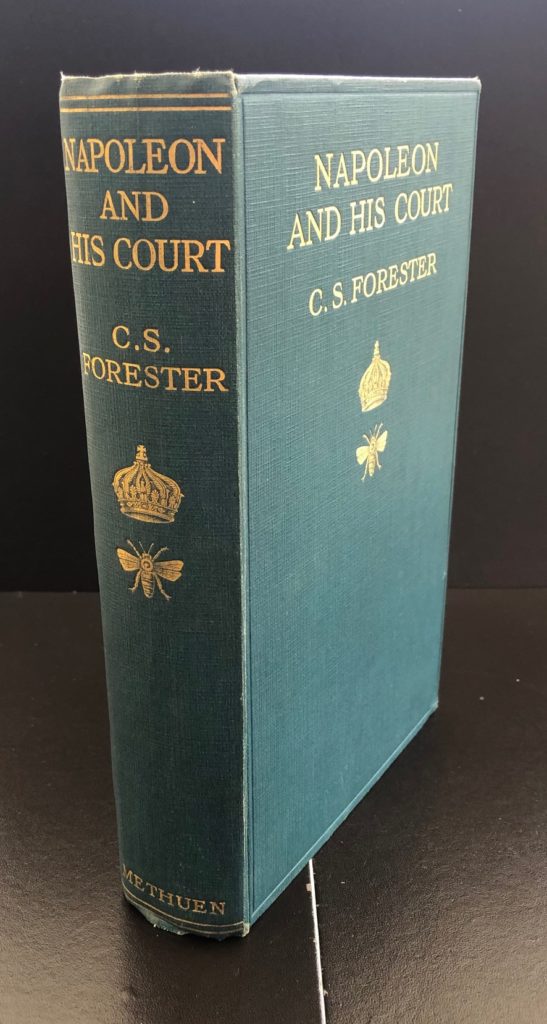 NAPOLEON
AND
HIS COURT
C.S.
FORESTER
METHUEN
NAPOLEON
AND HIS COURT
C. S. FORESTER